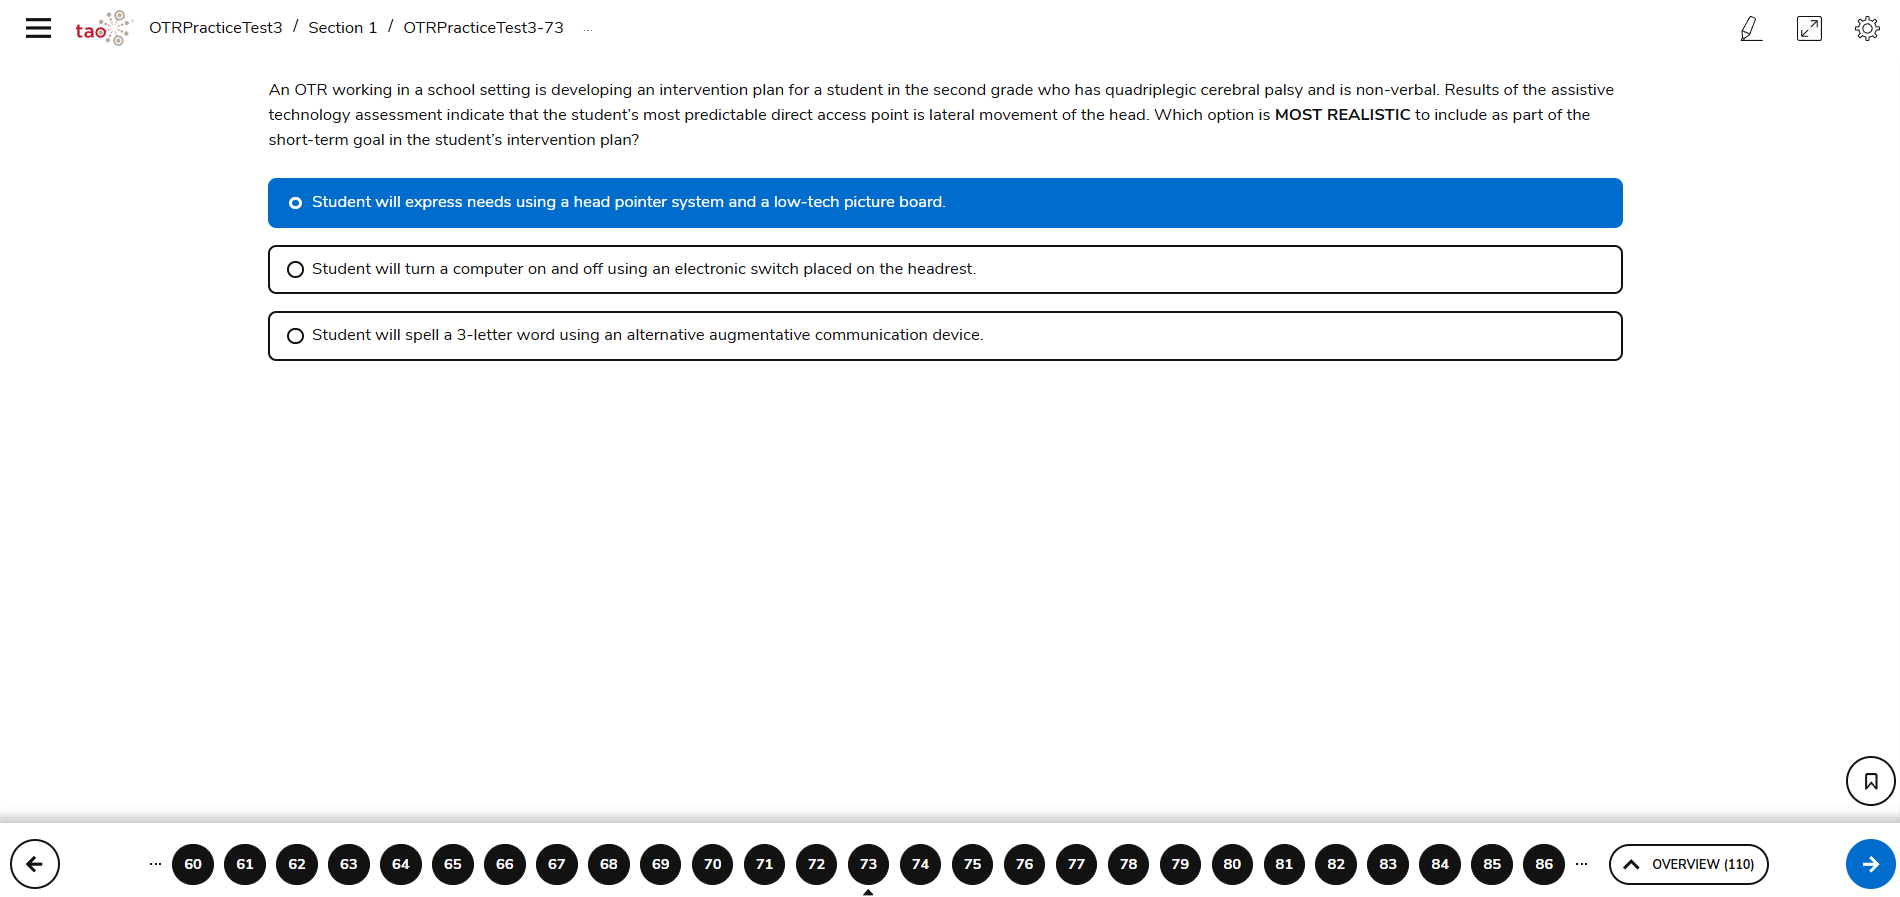 tao
OTRPracticeTest3 / Section 1 / OTRPracticeTest3-73 ...
An OTR working in a school setting is developing an intervention plan for a student in the second grade who has quadriplegic cerebral palsy and is non-verbal. Results of the assistive
technology assessment indicate that the student’s most predictable direct access point is lateral movement of the head. Which option is MOST REALISTIC to include as part of the
short-term goal in the student’s intervention plan?
Student will express needs using a head pointer system and a low-tech picture board.
Student will turn a computer on and off using an electronic switch placed on the headrest.
Student will spell a 3-letter word using an alternative augmentative communication device.
... 60 61 62 63 64 65 66 67 68 69 70 71 72 73 74 75 76 77 78 79 80 81 82 83 84 85 86 ... OVERVIEW (110)